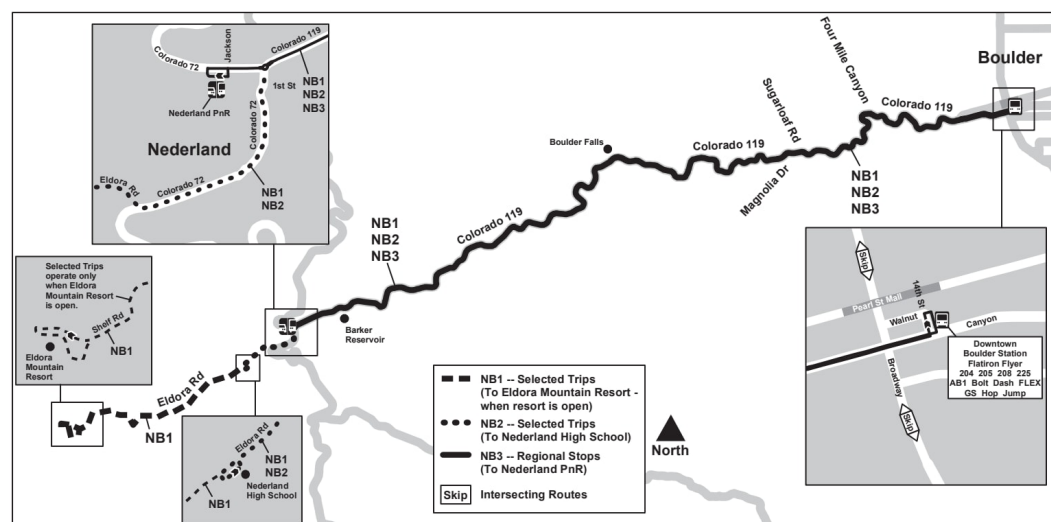 Colorado 119
Jackson
Colorado 72
1st St
NB1
NB2
NB3
Nederland PnR
Colorado 72
Nederland
Eldora Rd
Colorado 72
NB1
NB2
Selected Trips
operate only
when Eldora
Mountain Resort
is open.
Shelf Rd
NB1
Eldora
Mountain
Resort
Eldora Rd
NB1
Eldora Rd
NB1
NB2
Nederland
High School
NB1
NB1
NB2
NB3
Barker
Reservoir
Colorado 119
Boulder Falls
Colorado 119
Sugarloaf Rd
Magnolia Dr
Four Mile Canyon
NB1
NB2
NB3
Colorado 119
Boulder
Skip
Pearl St Mall
14th St
Walnut
Canyon
Broadway
Skip
Downtown
Boulder Station
Flatiron Flyer
204 205 208 225
AB1 Bolt Dash FLEX
GS Hop Jump
NB1 -- Selected Trips
(To Eldora Mountain Resort -
when resort is open)
NB2 -- Selected Trips
(To Nederland High School)
NB3 -- Regional Stops
(To Nederland PnR)
Skip Intersecting Routes
North